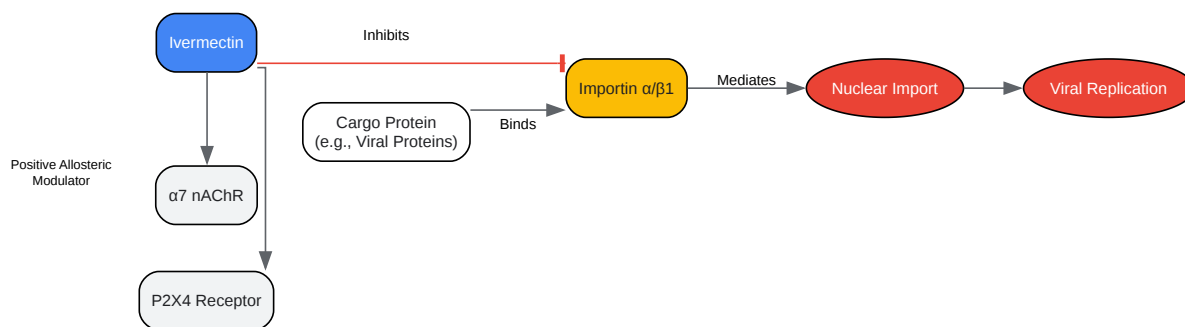 Inhibits
Ivermectin
Importin α/β1
Mediates
Nuclear Import
Viral Replication
Cargo Protein
(e.g., Viral Proteins)
Binds
Positive Allosteric
Modulator
α7 nAChR
P2X4 Receptor